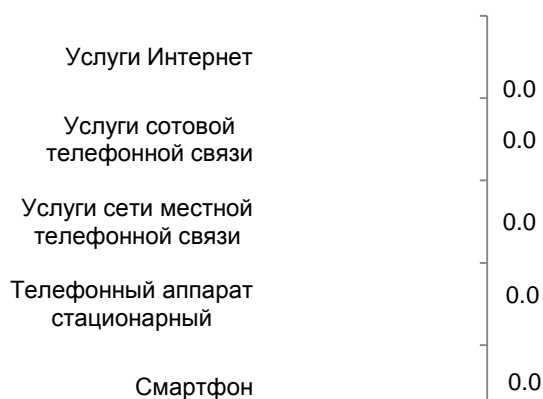 Услуги Интернет
0.0
Услуги сотовой
телефонной связи
0.0
Услуги сети местной
телефонной связи
0.0
Телефонный аппарат
стационарный
0.0
Смартфон
0.0